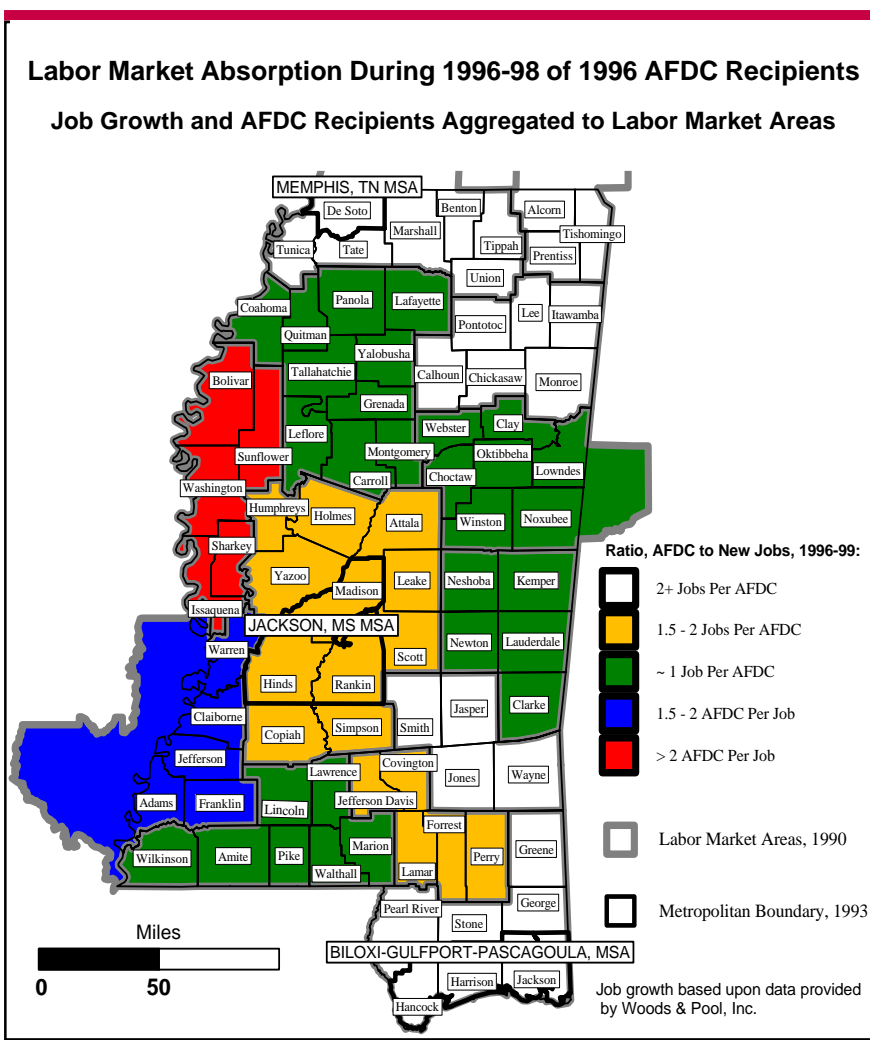 Labor Market Absorption During 1996-98 of 1996 AFDC Recipients
Job Growth and AFDC Recipients Aggregated to Labor Market Areas
MEMPHIS, TN MSA
De Soto
Benton
Alcorn
Marshall
Tishomingo
Tunica
Tate
Tippah
Prentiss
Union
Coahoma
Panola
Lafayette
Lee
Itawamba
Pontotoc
Quitman
Yalobusha
Tallahatchie
Bolivar
Calhoun
Chickasaw
Monroe
Grenada
Leflore
Webster
Clay
Sunflower
Montgomery
Oktibbeha
Lowndes
Choctaw
Carroll
Washington
Humphreys
Holmes
Attala
Winston
Noxubee
Sharkey
Yazoo
Madison
Leake
Neshoba
Kemper
Issaquena
JACKSON, MS MSA
Warren
Newton
Lauderdale
Scott
Hinds
Rankin
Claiborne
Jasper
Clarke
Copiah
Simpson
Smith
Jefferson
Lawrence
Covington
Jones
Wayne
Adams
Franklin
Lincoln
Jefferson Davis
Forrest
Wilkinson
Amite
Pike
Marion
Walthall
Lamar
Perry
Greene
Pearl River
Stone
George
BILOXI-GULFPORT-PASCAGOULA, MSA
Harrison
Jackson
Hancock
Ratio, AFDC to New Jobs, 1996-99:
2+ Jobs Per AFDC
1.5 - 2 Jobs Per AFDC
~ 1 Job Per AFDC
1.5 - 2 AFDC Per Job
> 2 AFDC Per Job
Labor Market Areas, 1990
Metropolitan Boundary, 1993
Miles
0 50
Job growth based upon data provided
by Woods & Pool, Inc.